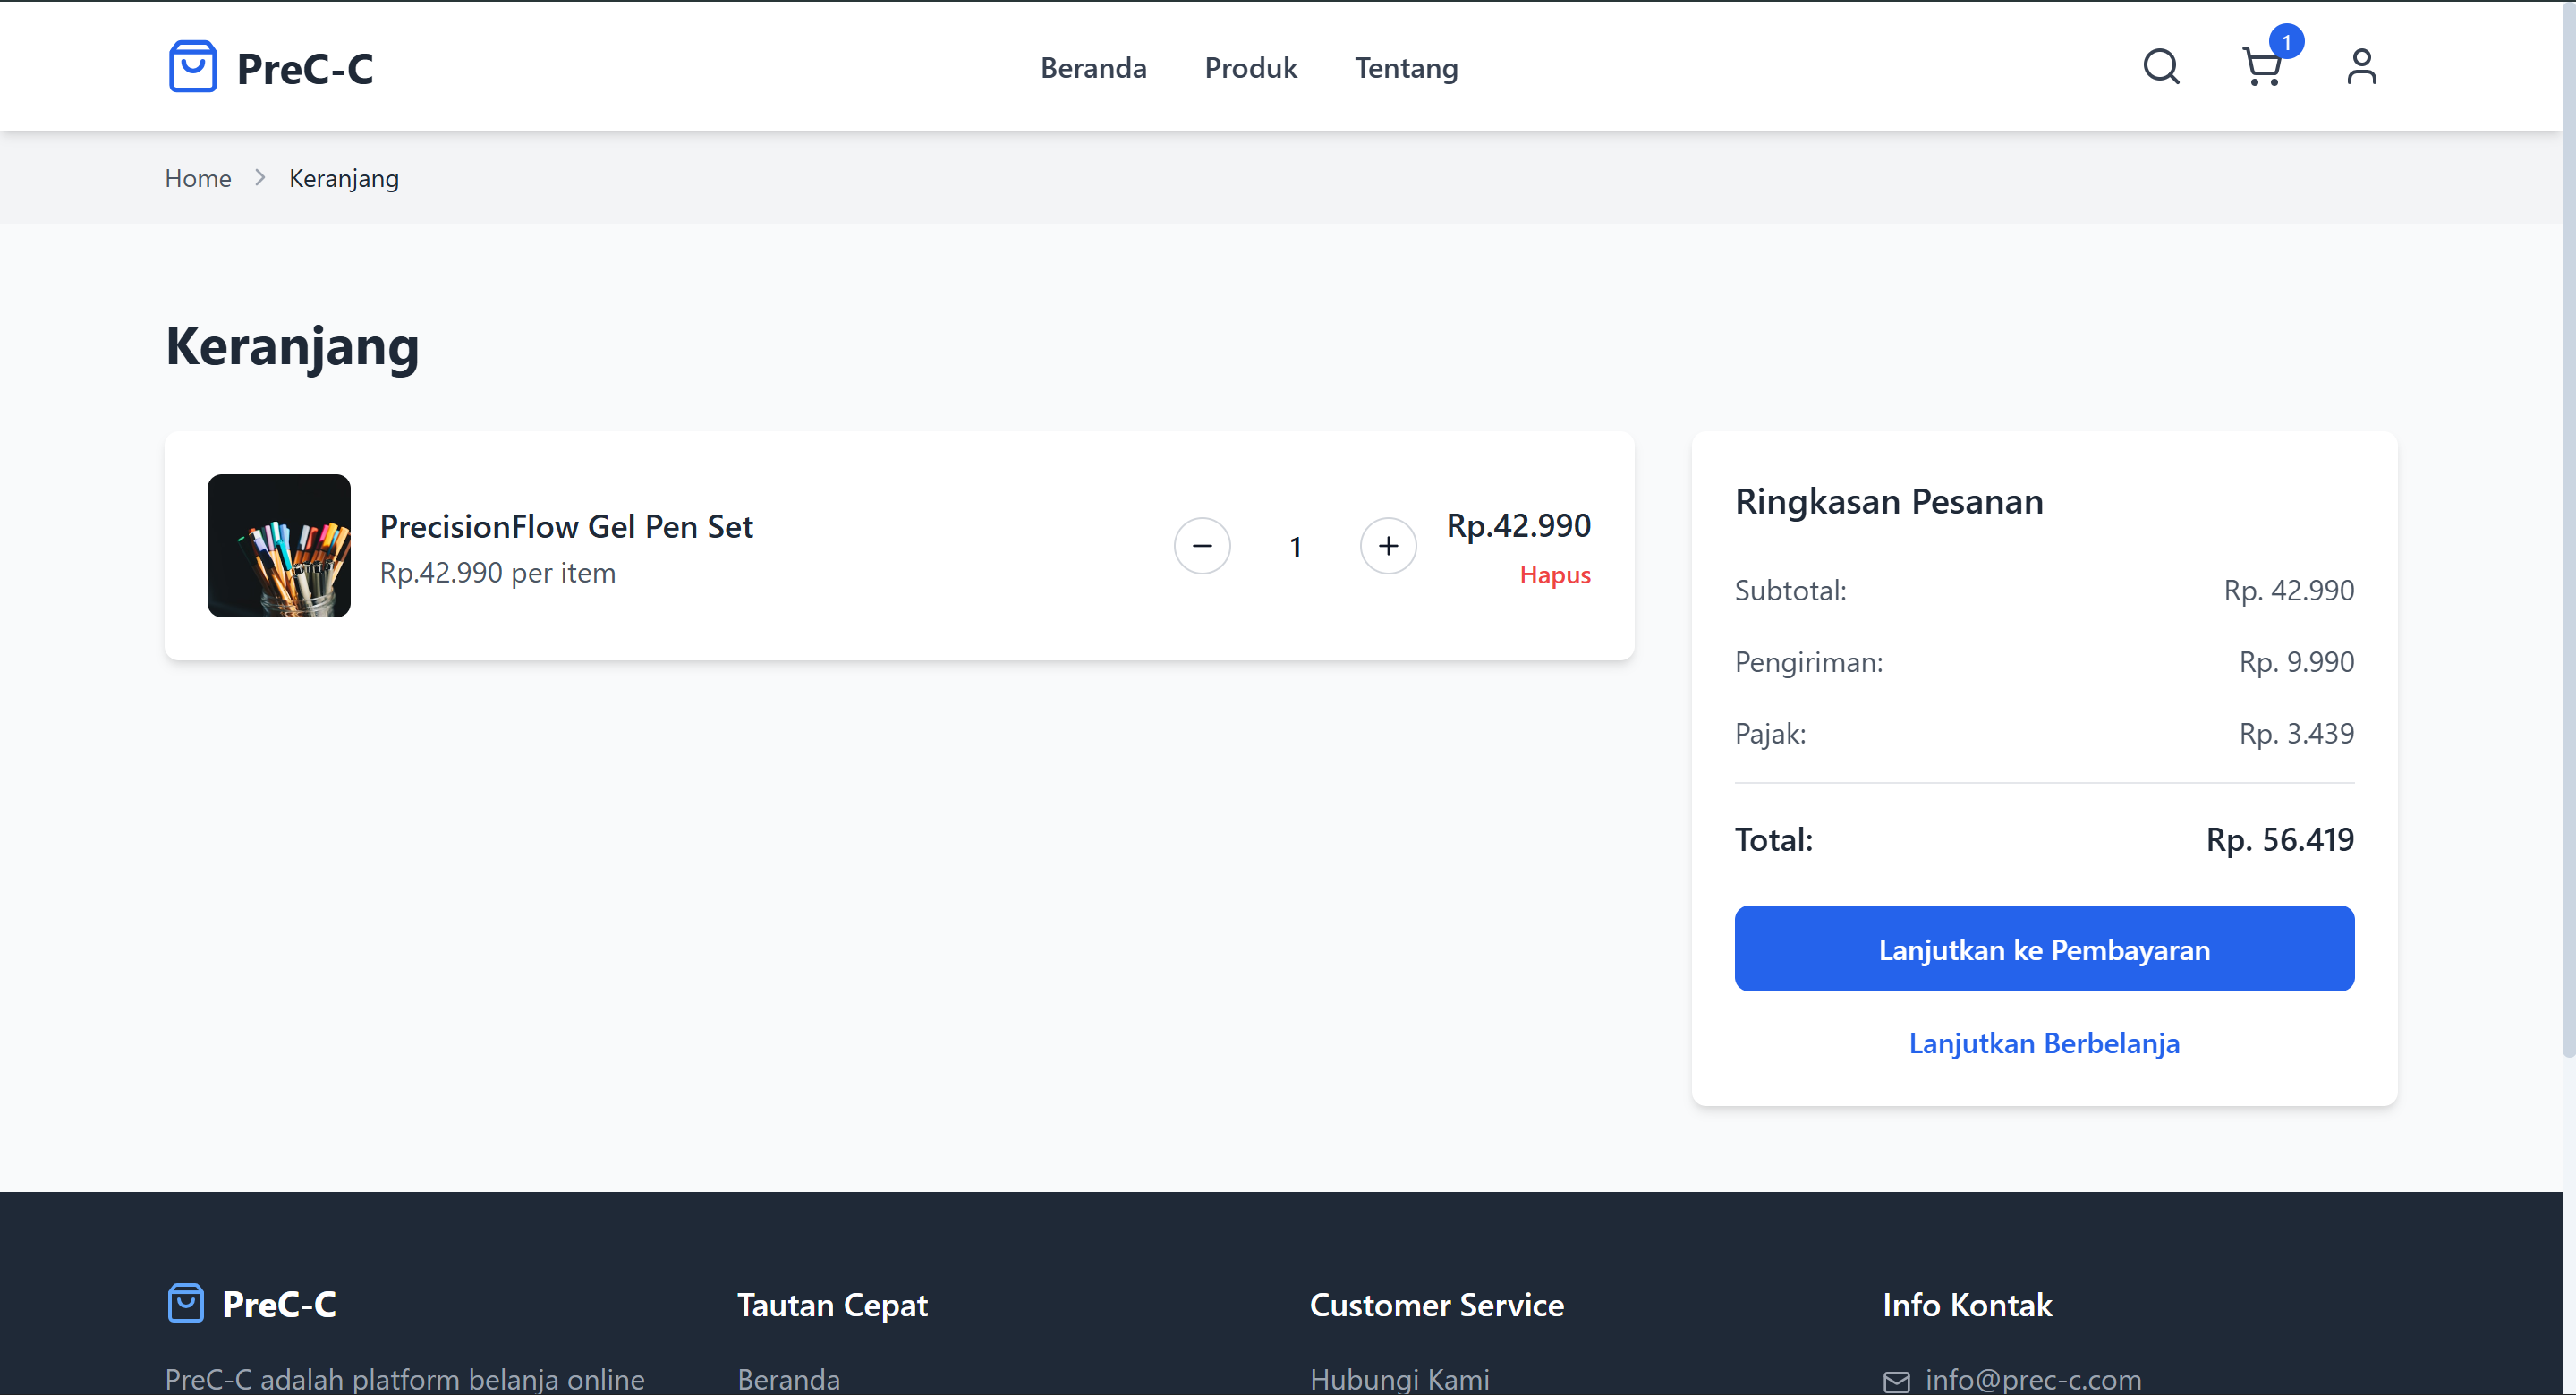 PreC-C
Beranda
Produk
Tentang
1
Home
Keranjang
Keranjang
PrecisionFlow Gel Pen Set
Rp.42.990 per item
1
Rp.42.990
Hapus
Ringkasan Pesanan
Subtotal: Rp. 42.990
Pengiriman: Rp. 9.990
Pajak: Rp. 3.439
Total: Rp. 56.419
Lanjutkan ke Pembayaran
Lanjutkan Berbelanja
PreC-C
PreC-C adalah platform belanja online
Tautan Cepat
Beranda
Customer Service
Hubungi Kami
Info Kontak
info@prec-c.com